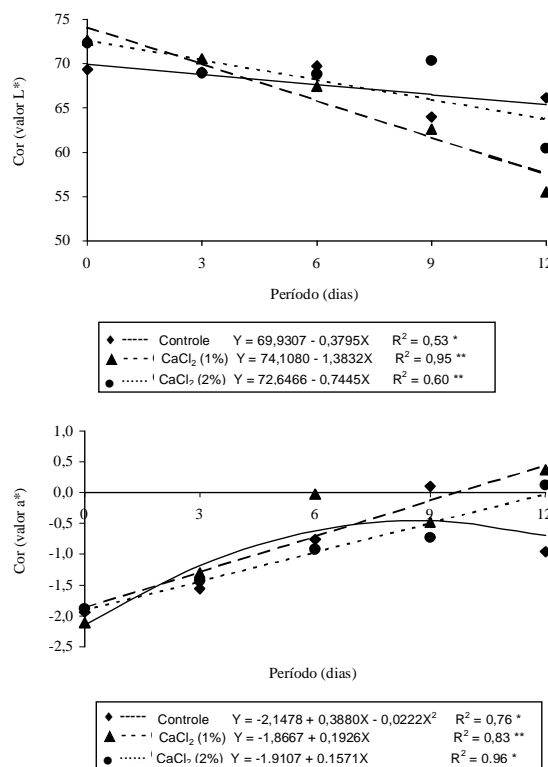 75
70
65
60
55
50
Cor (valor L*)
0 3 6 9 12
Período (dias)
Controle Y = 69,9307 - 0,3795X R² = 0,53 *
CaCl₂ (1%) Y = 74,1080 - 1,3832X R² = 0,95 **
CaCl₂ (2%) Y = 72,6466 - 0,7445X R² = 0,60 **
1,0
0,5
0,0
-0,5
-1,0
-1,5
-2,0
-2,5
Cor (valor a*)
0 3 6 9 12
Período (dias)
Controle Y = -2,1478 + 0,3880X - 0,0222X² R² = 0,76 *
CaCl₂ (1%) Y = -1,8667 + 0,1926X R² = 0,83 **
CaCl₂ (2%) Y = -1,9107 + 0,1571X R² = 0,96 *